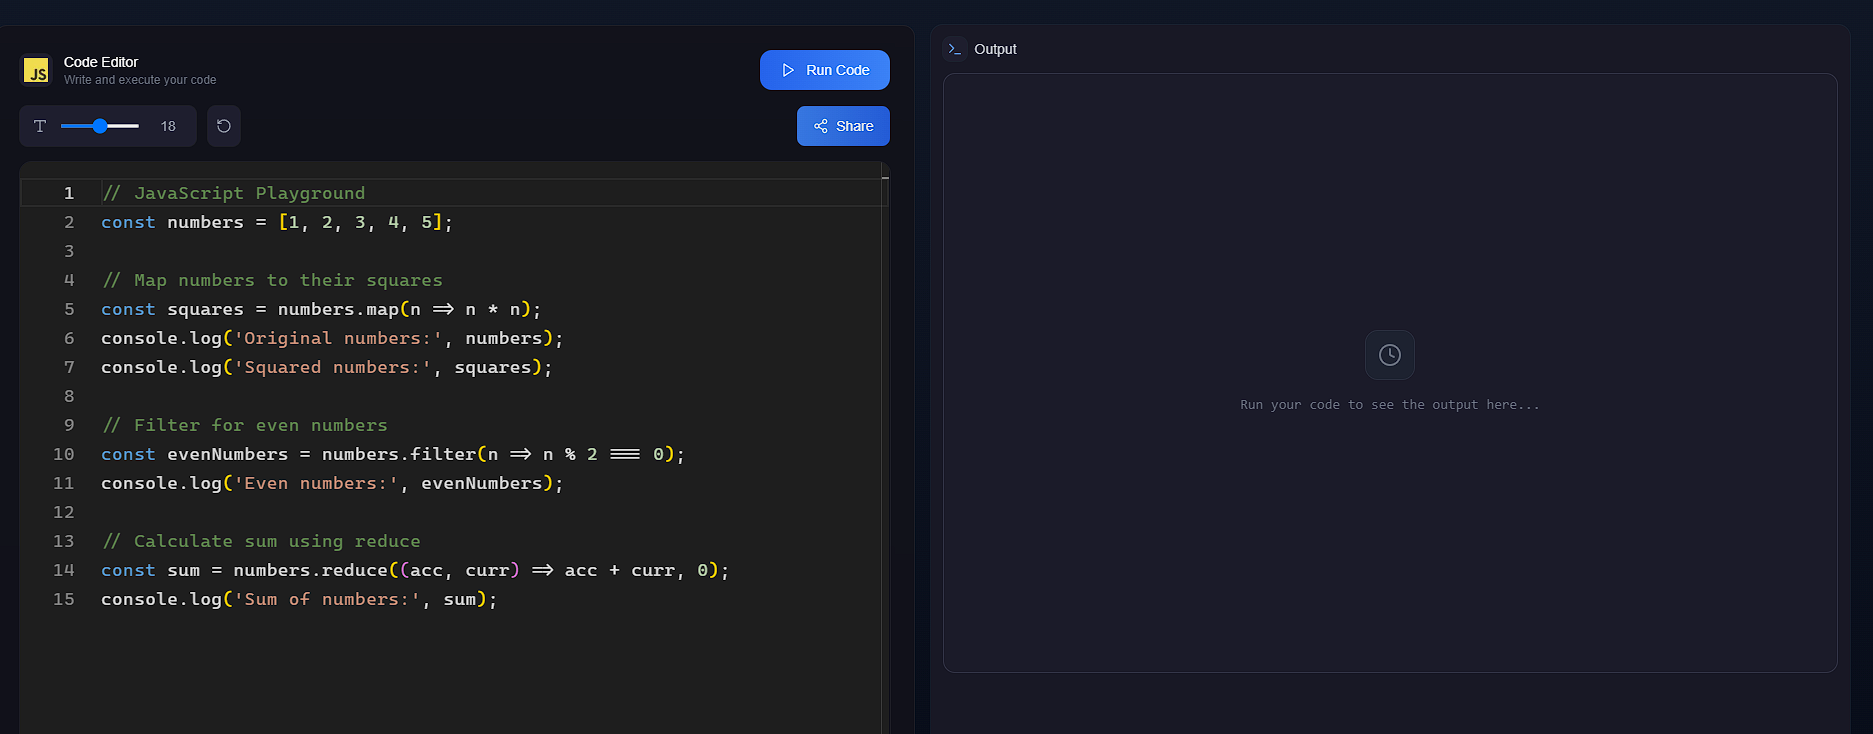 JS
Code Editor
Write and execute your code
Run Code
T
18
Share
1 // JavaScript Playground
2 const numbers = [1, 2, 3, 4, 5];
3
4 // Map numbers to their squares
5 const squares = numbers.map(n => n * n);
6 console.log('Original numbers:', numbers);
7 console.log('Squared numbers:', squares);
8
9 // Filter for even numbers
10 const evenNumbers = numbers.filter(n => n % 2 === 0);
11 console.log('Even numbers:', evenNumbers);
12
13 // Calculate sum using reduce
14 const sum = numbers.reduce((acc, curr) => acc + curr, 0);
15 console.log('Sum of numbers:', sum);
>_ Output
Run your code to see the output here...